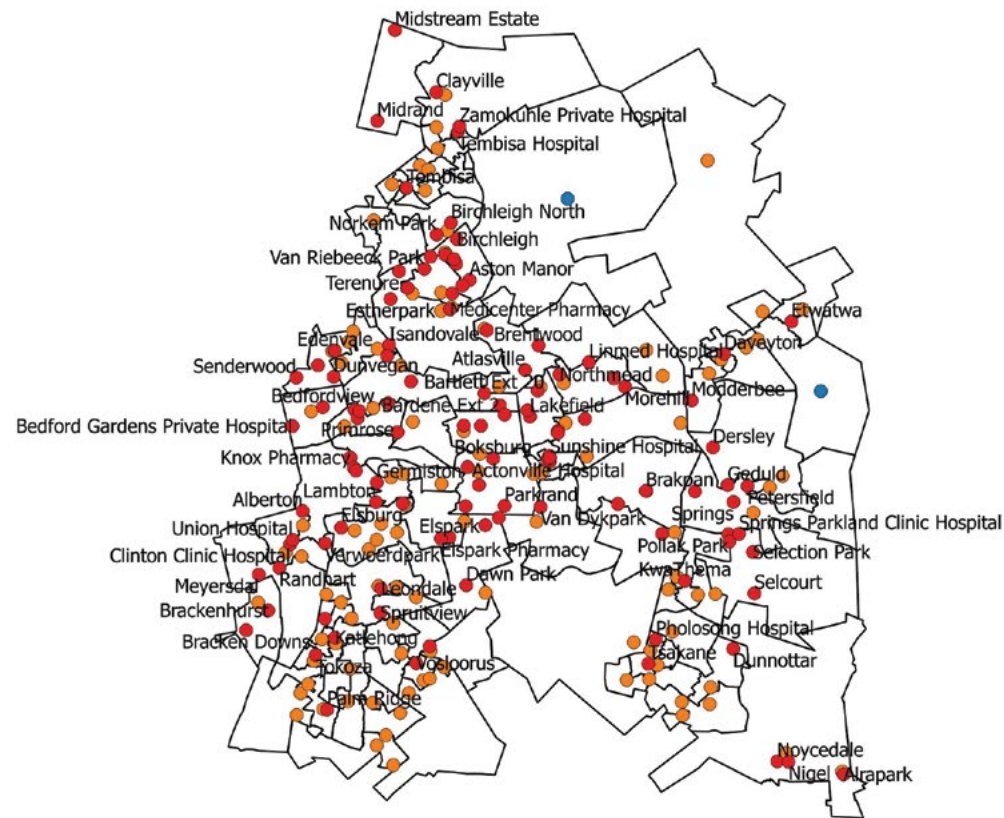 Midstream Estate
Clayville
Midrand
Zamokuhle Private Hospital
Tembisa Hospital
Tembisa
Birchleigh North
Norkem Park
Birchleigh
Van Riebeeck Park
Aston Manor
Terenure
Estherpark
Medicenter Pharmacy
Etwatwa
Isandovale
Brentwood
Edenvale
Daveyton
Atlasville
Linmed Hospital
Senderwood
Dunvegan
Bartlett Ext 20
Northmead
Modderbee
Morehill
Bedfordview
Bardene Ext 2
Lakefield
Bedford Gardens Private Hospital
Primrose
Dersley
Boksburg
Sunshine Hospital
Knox Pharmacy
Germiston
Actonville Hospital
Brakpan
Geduld
Lambton
Alberton
Parkrand
Petersfield
Elsburg
Van Dykpark
Springs
Union Hospital
Elspark
Springs Parkland Clinic Hospital
Clinton Clinic Hospital
Verwoerdpark
Elspark Pharmacy
Pollak Park
Selection Park
Meyersdal
Randhart
Dawn Park
KwaThema
Leondale
Selcourt
Brackenhurst
Spruitview
Bracken Downs
Katlehong
Pholosong Hospital
Tokoza
Vosloorus
Tsakane
Dunnottar
Palm Ridge
Noycedale
Nigel
Alrapark